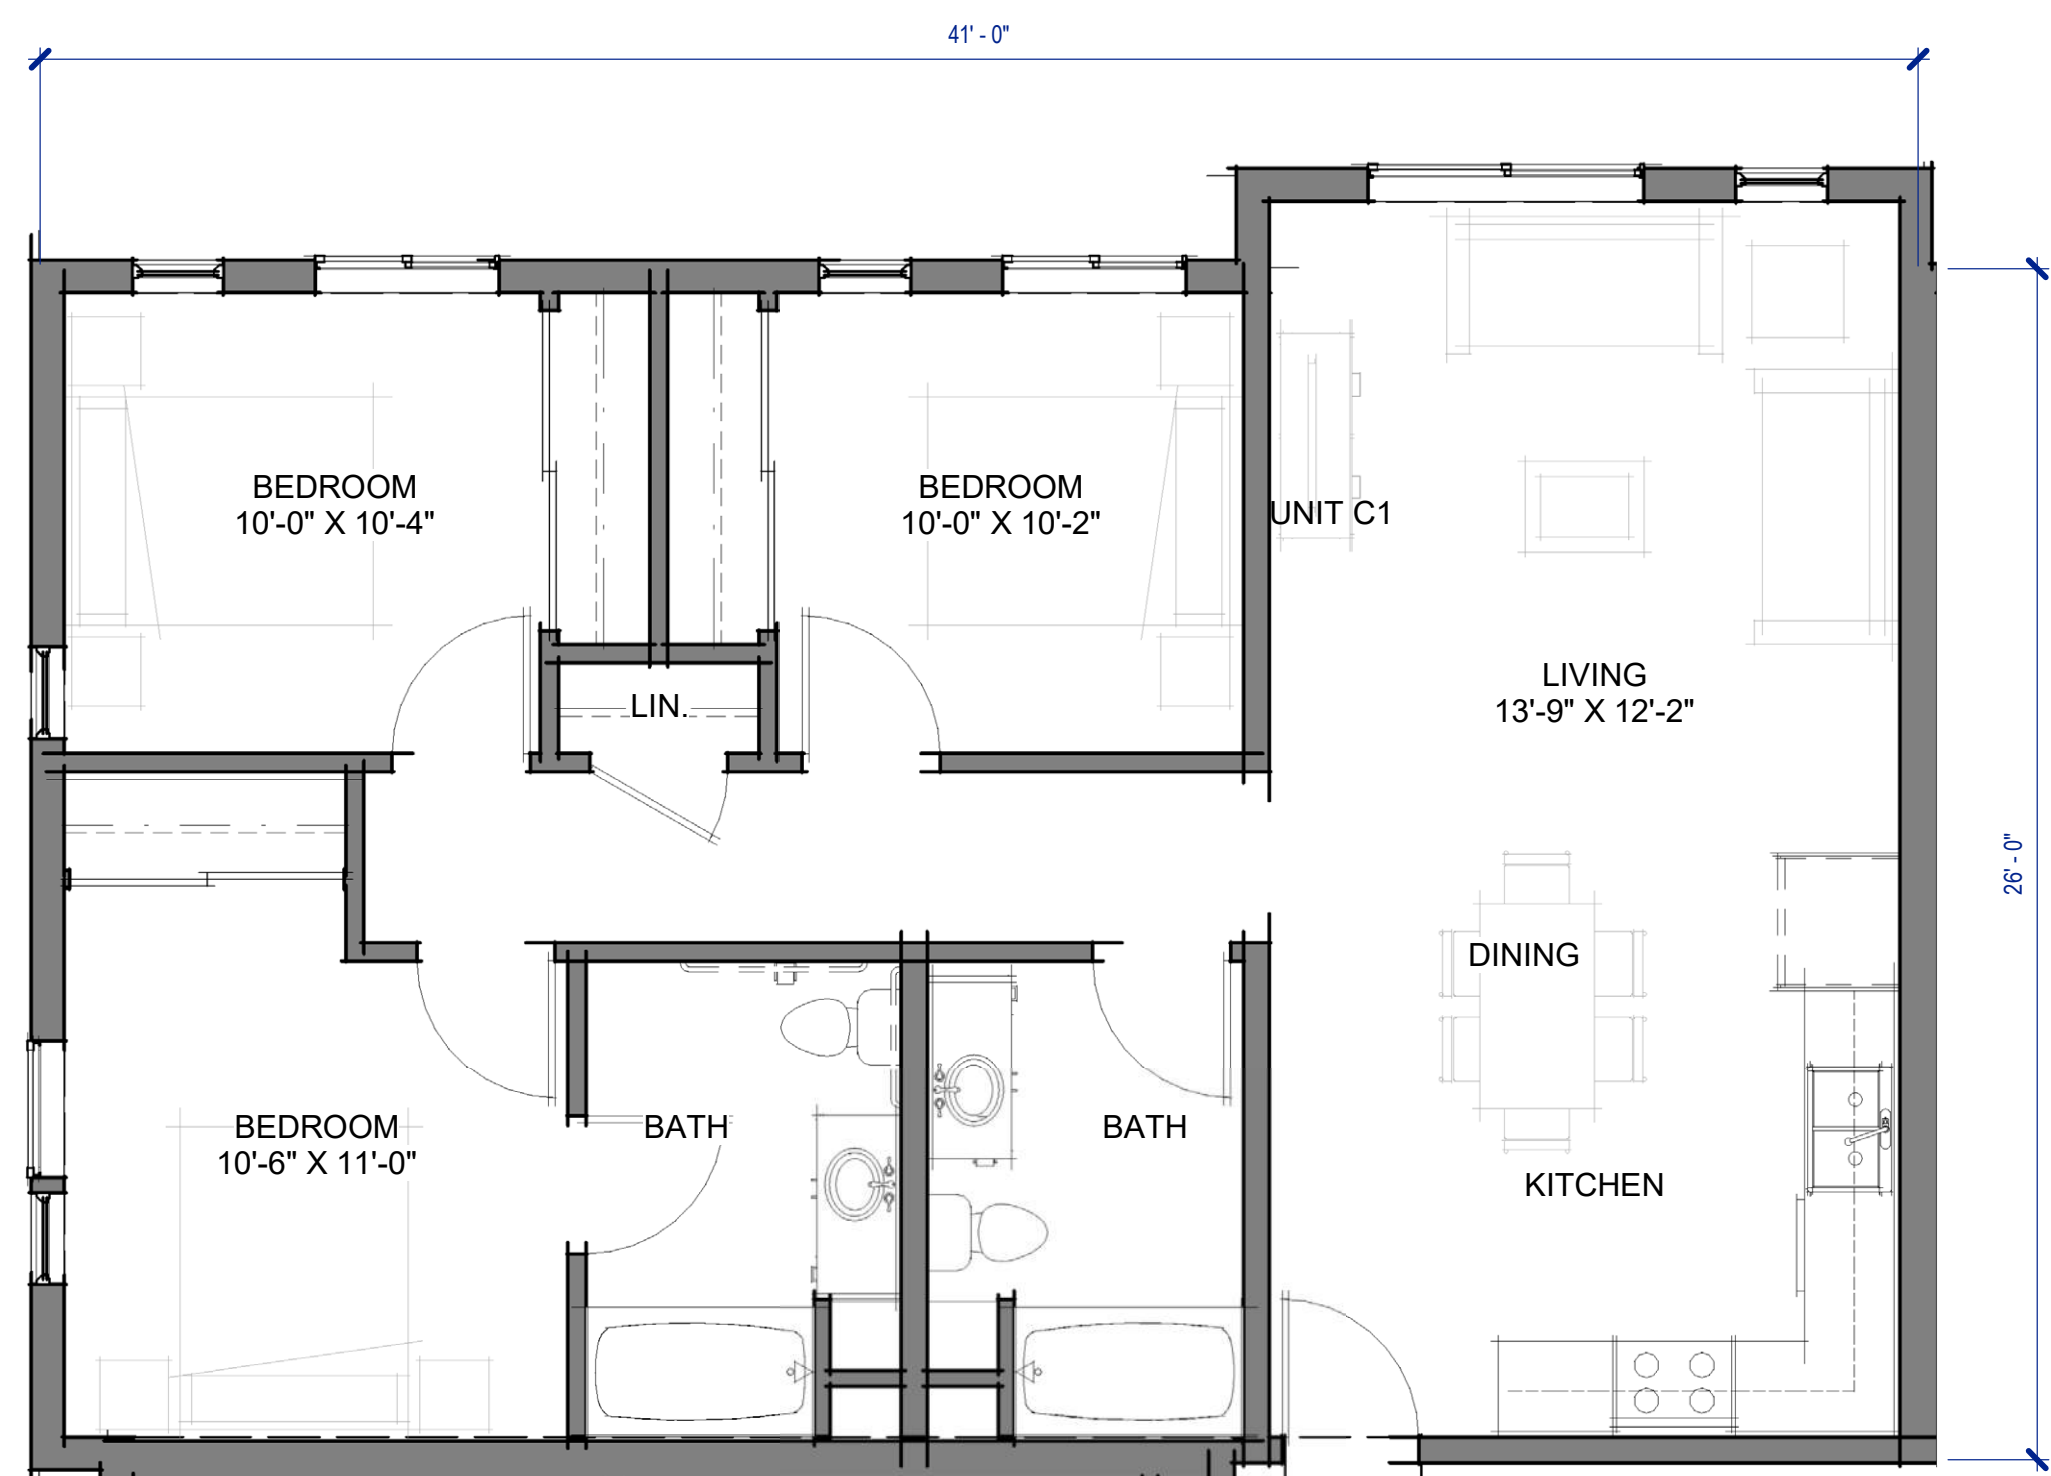 41' - 0"
BEDROOM
10'-0" X 10'-4"
BEDROOM
10'-0" X 10'-2"
UNIT C1
LIVING
13'-9" X 12'-2"
LIN.
26' - 0"
DINING
BEDROOM
10'-6" X 11'-0"
BATH
BATH
KITCHEN